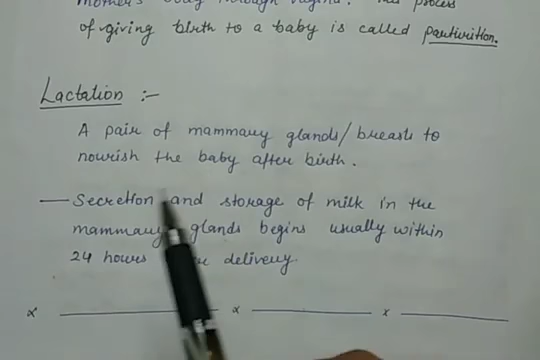 mother's body through vagina. This process
of giving birth to a baby is called parturition.
Lactation :-
A pair of mammary glands/breasts to
nourish the baby after birth.
— Secretion and storage of milk in the
mammary glands begins usually within
24 hours delivery.
x x x